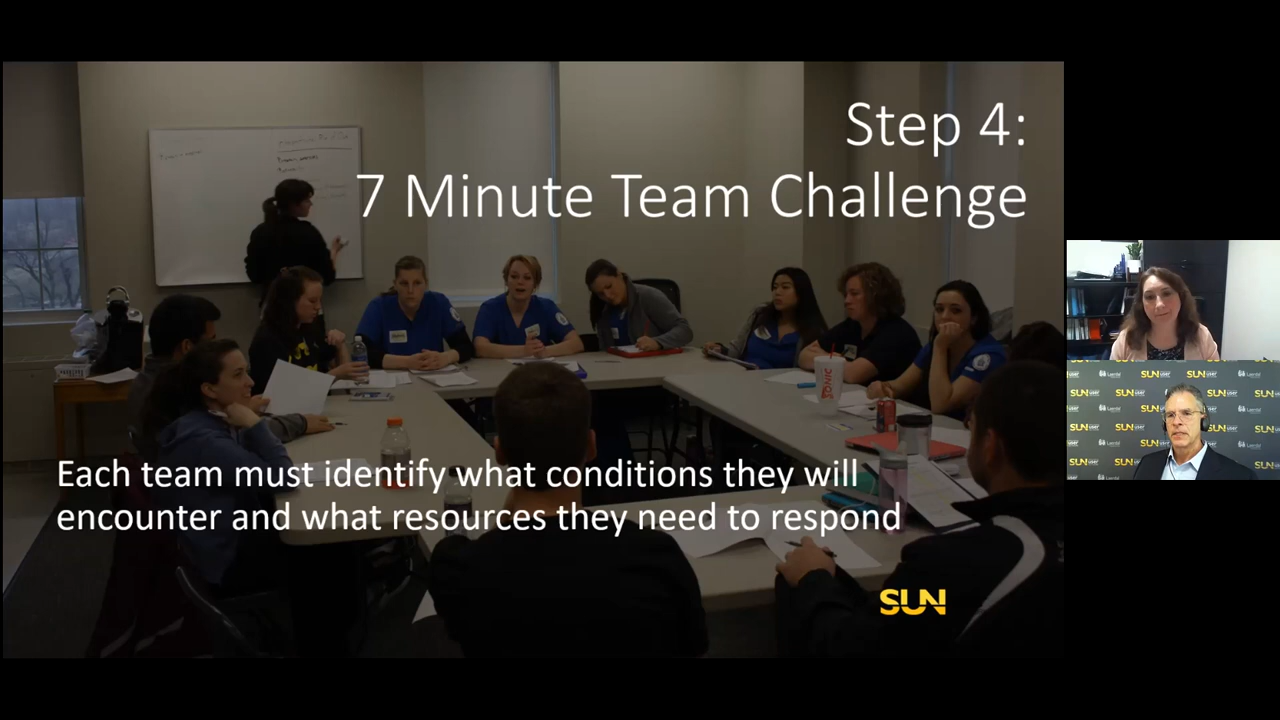 Step 4:
7 Minute Team Challenge
Each team must identify what conditions they will
encounter and what resources they need to respond
SUN
SONIC